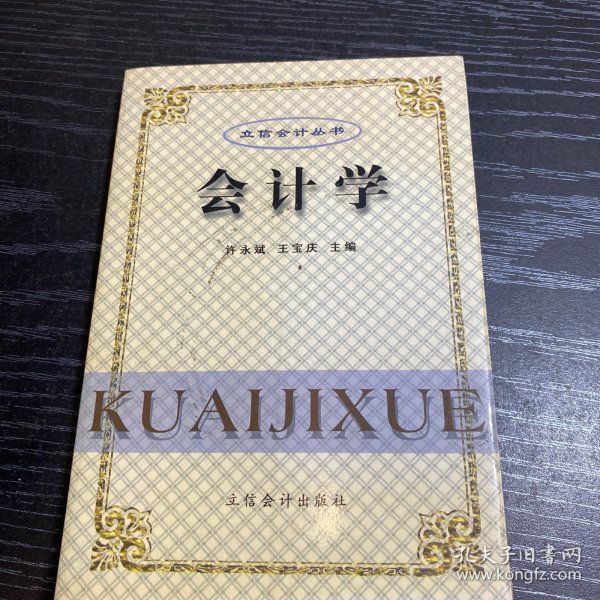 立信会计丛书
会计学
许永斌 王宝庆 主编
KUAIJIXUE
立信会计出版社
孔夫子旧書网
www.kongfz.com